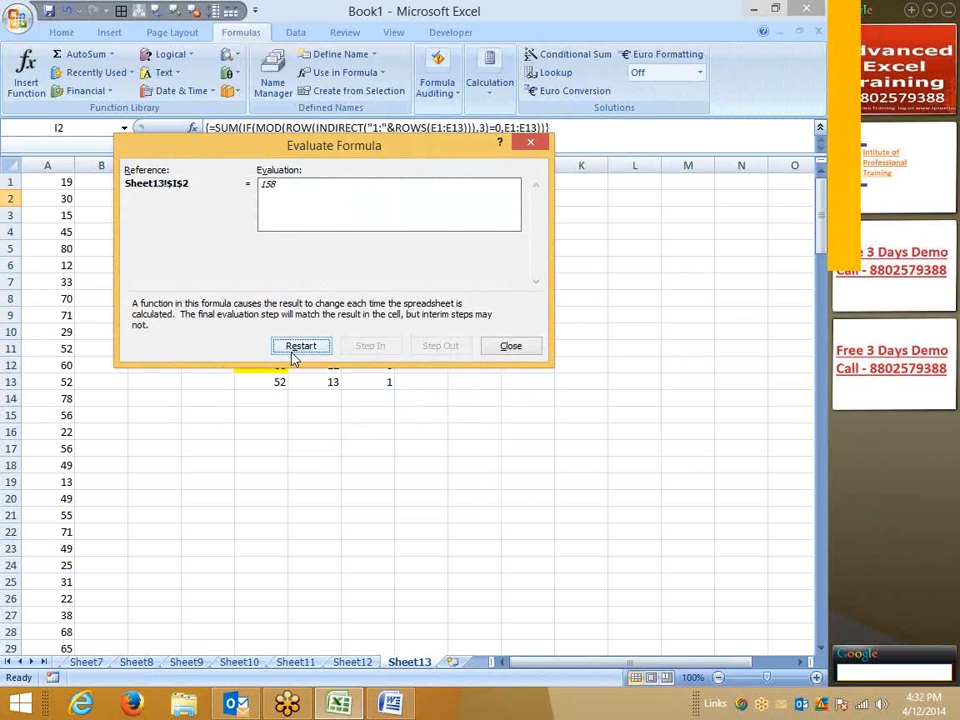 Book1 - Microsoft Excel
Home Insert Page Layout Formulas Data Review View Developer
Insert Function
AutoSum
Recently Used
Financial
Logical
Text
Date & Time
Function Library
Name Manager
Define Name
Use in Formula
Create from Selection
Defined Names
Formula Auditing
Calculation
Conditional Sum
Lookup
Euro Conversion
Euro Formatting
Off
Solutions
I2 fx {=SUM(IF(MOD(ROW(INDIRECT("1:"&ROWS(E1:E13))),3)=0,E1:E13))}
Evaluate Formula
Reference: Evaluation:
Sheet13!$I$2 = 158
A function in this formula causes the result to change each time the spreadsheet is
calculated. The final evaluation step will match the result in the cell, but interim steps may
not.
Restart Step In Step Out Close
A B K L M N O
1 19
2 30
3 15
4 45
5 80
6 12
7 33
8 70
9 71
10 29
11 52
12 60
13 52 52 13 1
14 78
15 56
16 22
17 56
18 49
19 13
20 49
21 55
22 71
23 49
24 25
25 31
26 22
27 38
28 68
29 65
Sheet7 Sheet8 Sheet9 Sheet10 Sheet11 Sheet12 Sheet13
Ready 100%
Links
4:32 PM
4/12/2014
Excel
Training
8802579388
Intitute of
Professional
Training
3 Days Demo
Call - 8802579388
Free 3 Days Demo
Call - 8802579388
Google